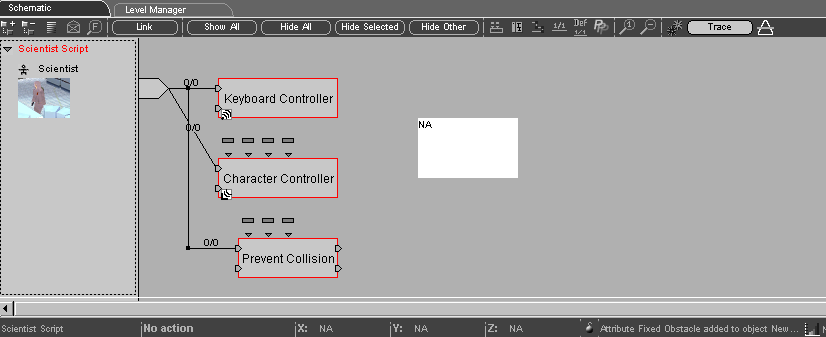 Schematic
Level Manager
Link
Show All
Hide All
Hide Selected
Hide Other
1/1
Def
1/1
Trace
Scientist Script
Scientist
0/0
Keyboard Controller
NA
0/0
Character Controller
0/0
Prevent Collision
Scientist Script
No action
X: NA
Y: NA
Z: NA
Attribute Fixed Obstacle added to object New...
N